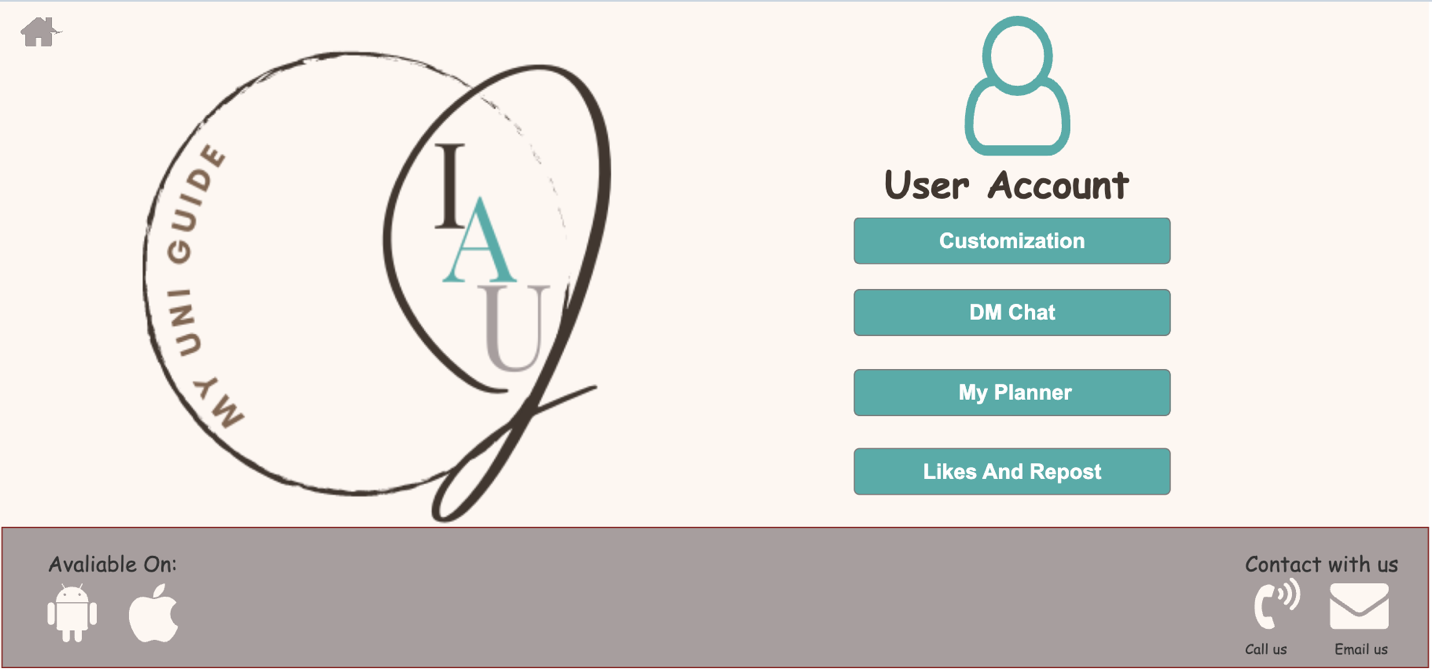 MY UNI GUIDE
I
A
U
User Account
Customization
DM Chat
My Planner
Likes And Repost
Avaliable On:
Contact with us
Call us
Email us